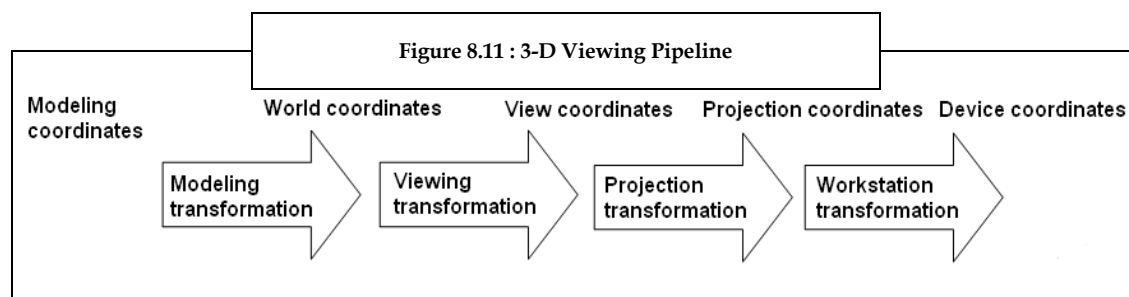 Figure 8.11 : 3-D Viewing Pipeline
Modeling
coordinates
World coordinates
View coordinates
Projection coordinates
Device coordinates
Modeling
transformation
Viewing
transformation
Projection
transformation
Workstation
transformation